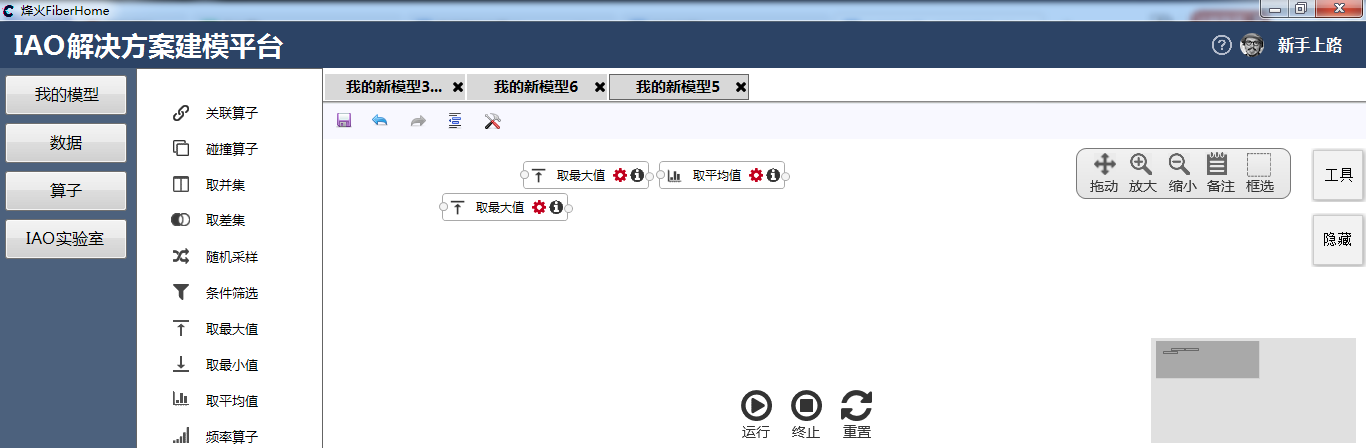 烽火FiberHome
IAO解决方案建模平台
新手上路
我的模型
数据
算子
IAO实验室
关联算子
碰撞算子
取并集
取差集
随机采样
条件筛选
取最大值
取最小值
取平均值
频率算子
我的新模型3... 我的新模型6 我的新模型5
取最大值 取平均值
取最大值
拖动 放大 缩小 备注 框选
工具
隐藏
运行 终止 重置